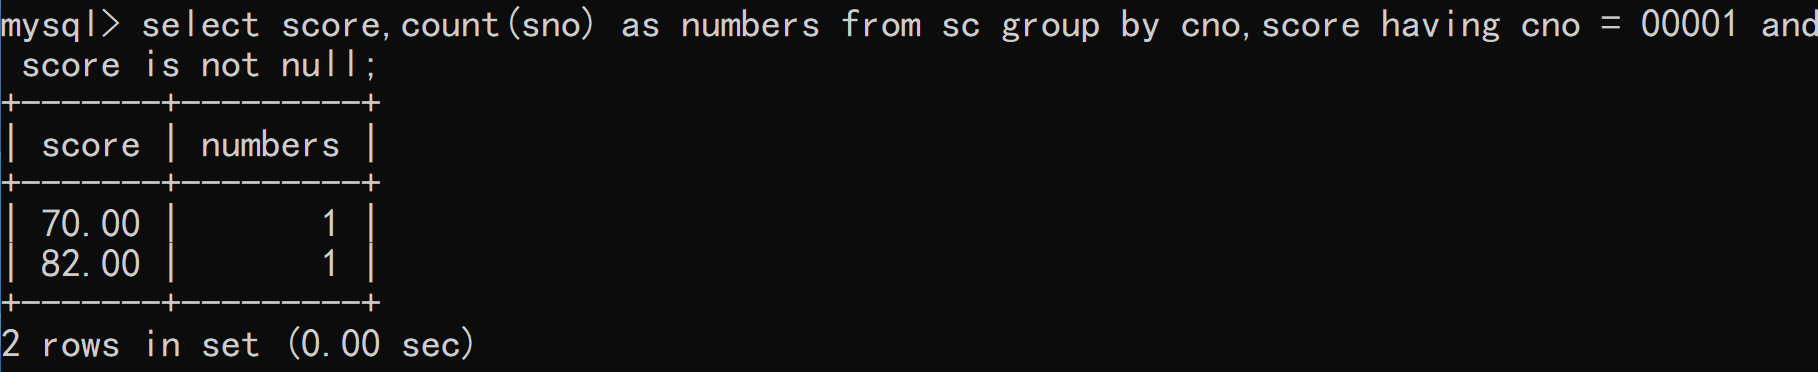 mysql> select score,count(sno) as numbers from sc group by cno,score having cno = 00001 and
 score is not null;
+-------+---------+
| score | numbers |
+-------+---------+
| 70.00 |       1 |
| 82.00 |       1 |
+-------+---------+
2 rows in set (0.00 sec)